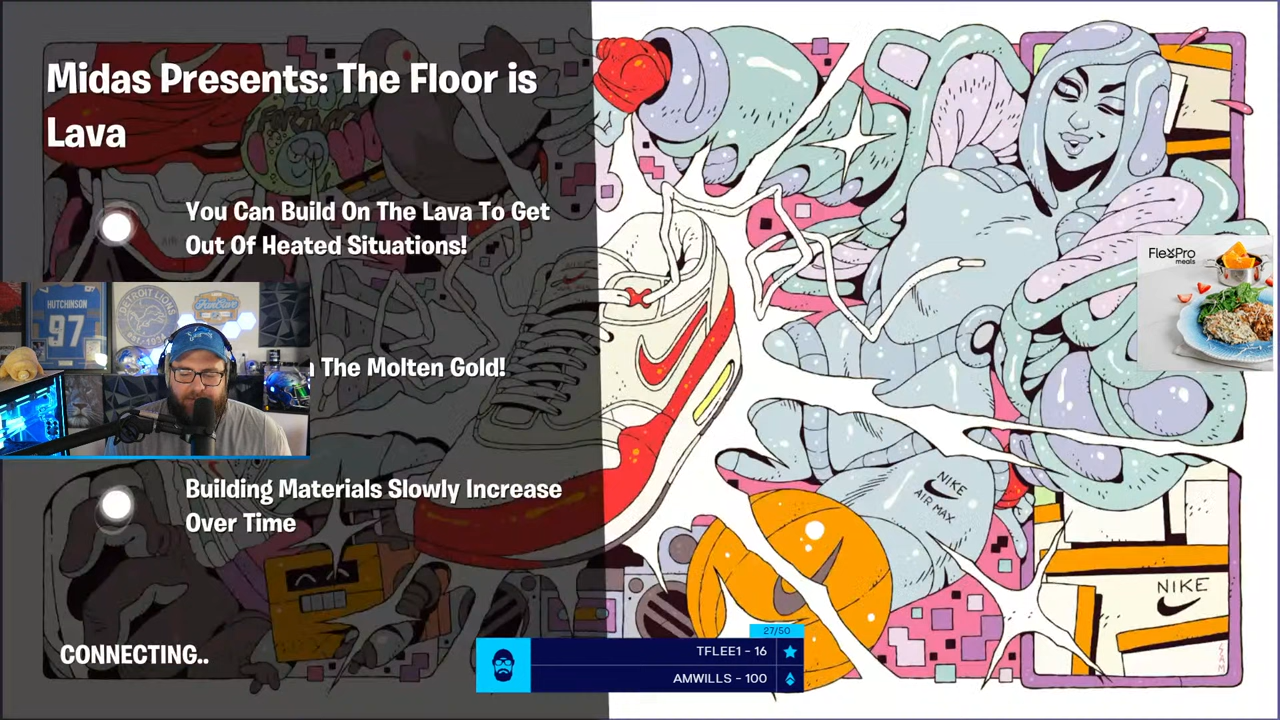 Midas Presents: The Floor is
Lava
You Can Build On The Lava To Get
Out Of Heated Situations!
The Molten Gold!
Building Materials Slowly Increase
Over Time
CONNECTING..
HUTCHINSON
97
DETROIT LIONS
FlexPro
meals
NIKE
AIR MAX
NIKE
27/50
TFLEE1 - 16
AMWILLS - 100